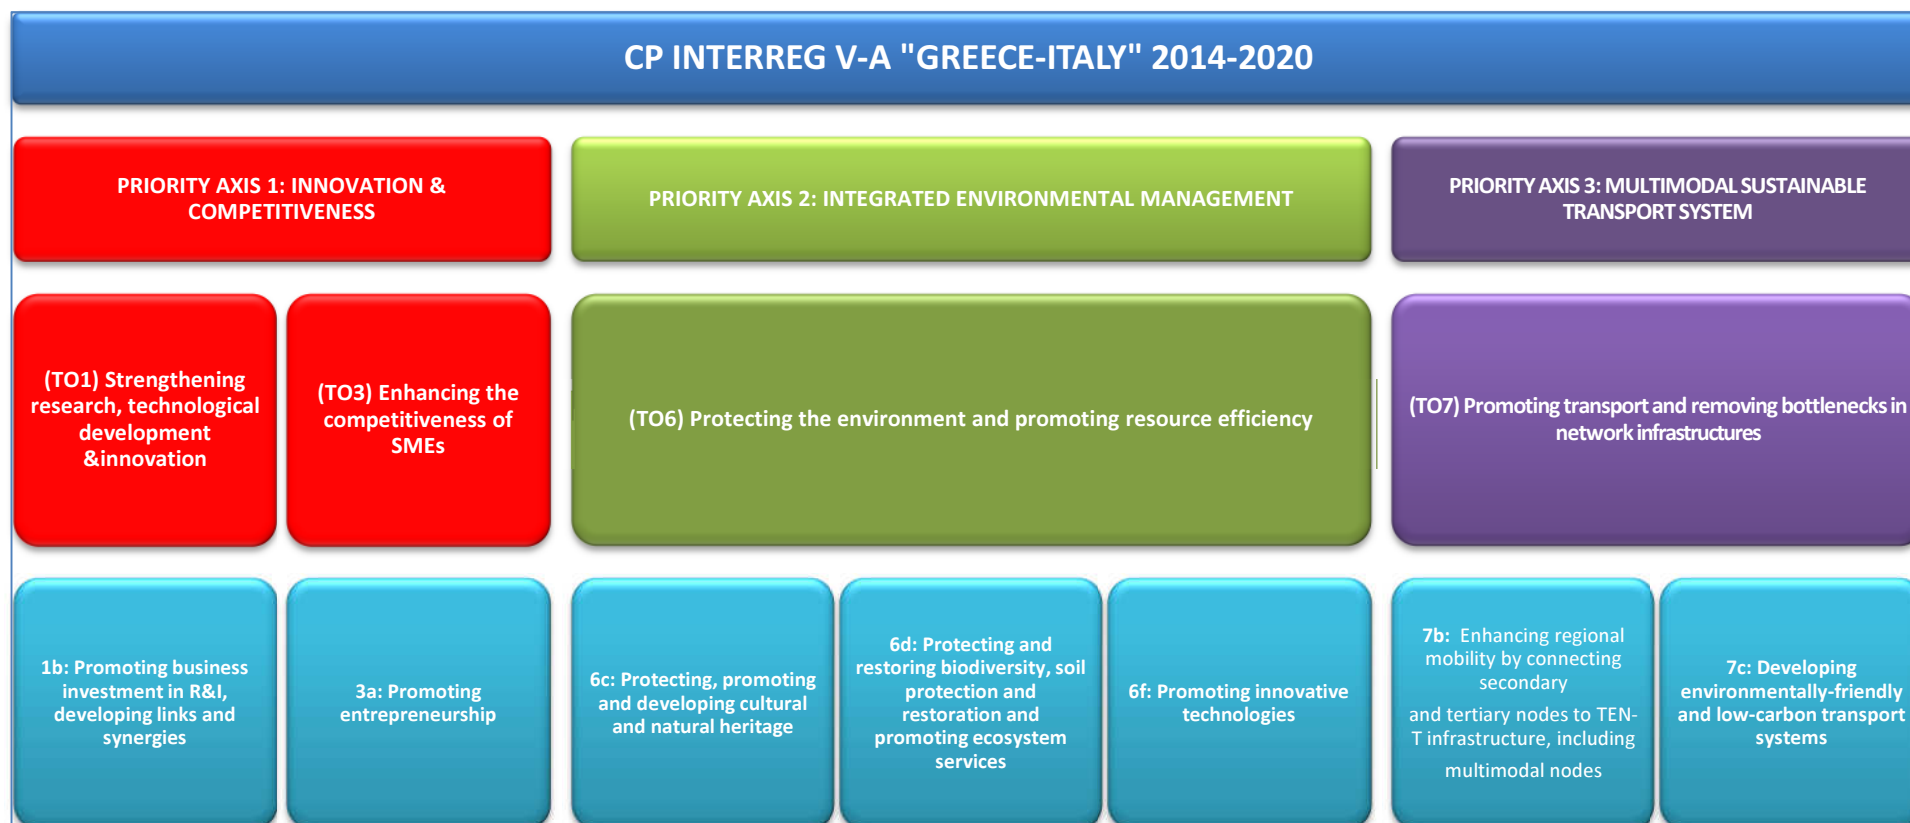 CP INTERREG V-A "GREECE-ITALY" 2014-2020
PRIORITY AXIS 1: INNOVATION &
COMPETITIVENESS
PRIORITY AXIS 2: INTEGRATED ENVIRONMENTAL MANAGEMENT
PRIORITY AXIS 3: MULTIMODAL SUSTAINABLE
TRANSPORT SYSTEM
(TO1) Strengthening
research, technological
development
&innovation
(TO3) Enhancing the
competitiveness of
SMEs
(TO6) Protecting the environment and promoting resource efficiency
(TO7) Promoting transport and removing bottlenecks in
network infrastructures
1b: Promoting business
investment in R&I,
developing links and
synergies
3a: Promoting
entrepreneurship
6c: Protecting, promoting
and developing cultural
and natural heritage
6d: Protecting and
restoring biodiversity, soil
protection and
restoration and
promoting ecosystem
services
6f: Promoting innovative
technologies
7b: Enhancing regional
mobility by connecting
secondary
and tertiary nodes to TEN-
T infrastructure, including
multimodal nodes
7c: Developing
environmentally-friendly
and low-carbon transport
systems